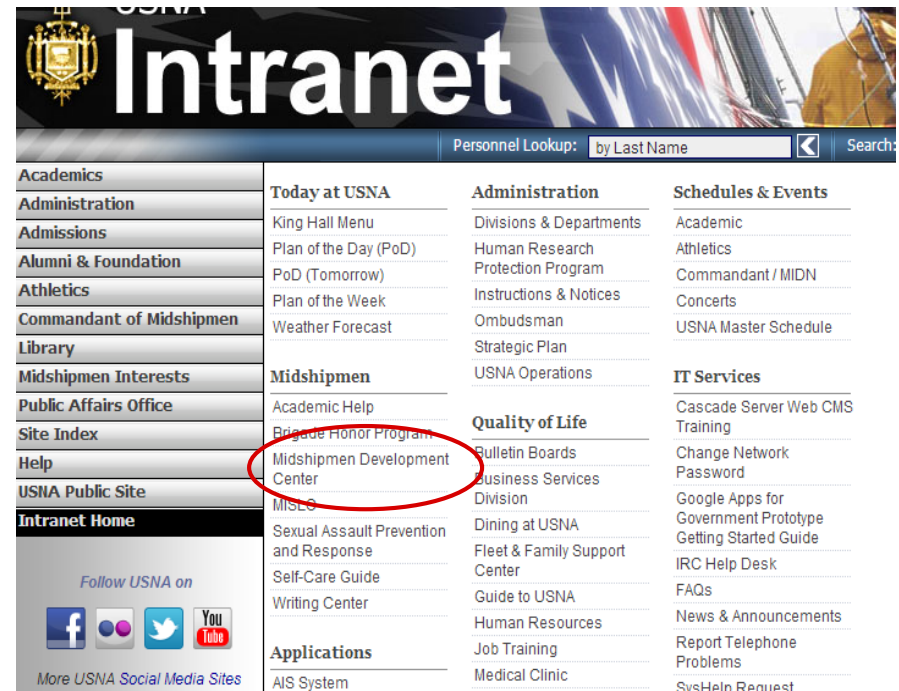 USNA
Intranet
Personnel Lookup: by Last Name Search:
Academics
Administration
Admissions
Alumni & Foundation
Athletics
Commandant of Midshipmen
Library
Midshipmen Interests
Public Affairs Office
Site Index
Help
USNA Public Site
Intranet Home
Follow USNA on
You
Tube
More USNA Social Media Sites
Today at USNA
King Hall Menu
Plan of the Day (PoD)
PoD (Tomorrow)
Plan of the Week
Weather Forecast
Midshipmen
Academic Help
Brigade Honor Program
Midshipmen Development
Center
MISLO
Sexual Assault Prevention
and Response
Self-Care Guide
Writing Center
Applications
AIS System
Administration
Divisions & Departments
Human Research
Protection Program
Instructions & Notices
Ombudsman
Strategic Plan
USNA Operations
Quality of Life
Bulletin Boards
Business Services
Division
Dining at USNA
Fleet & Family Support
Center
Guide to USNA
Human Resources
Job Training
Medical Clinic
Schedules & Events
Academic
Athletics
Commandant / MIDN
Concerts
USNA Master Schedule
IT Services
Cascade Server Web CMS
Training
Change Network
Password
Google Apps for
Government Prototype
Getting Started Guide
IRC Help Desk
FAQs
News & Announcements
Report Telephone
Problems
SysHelp Request